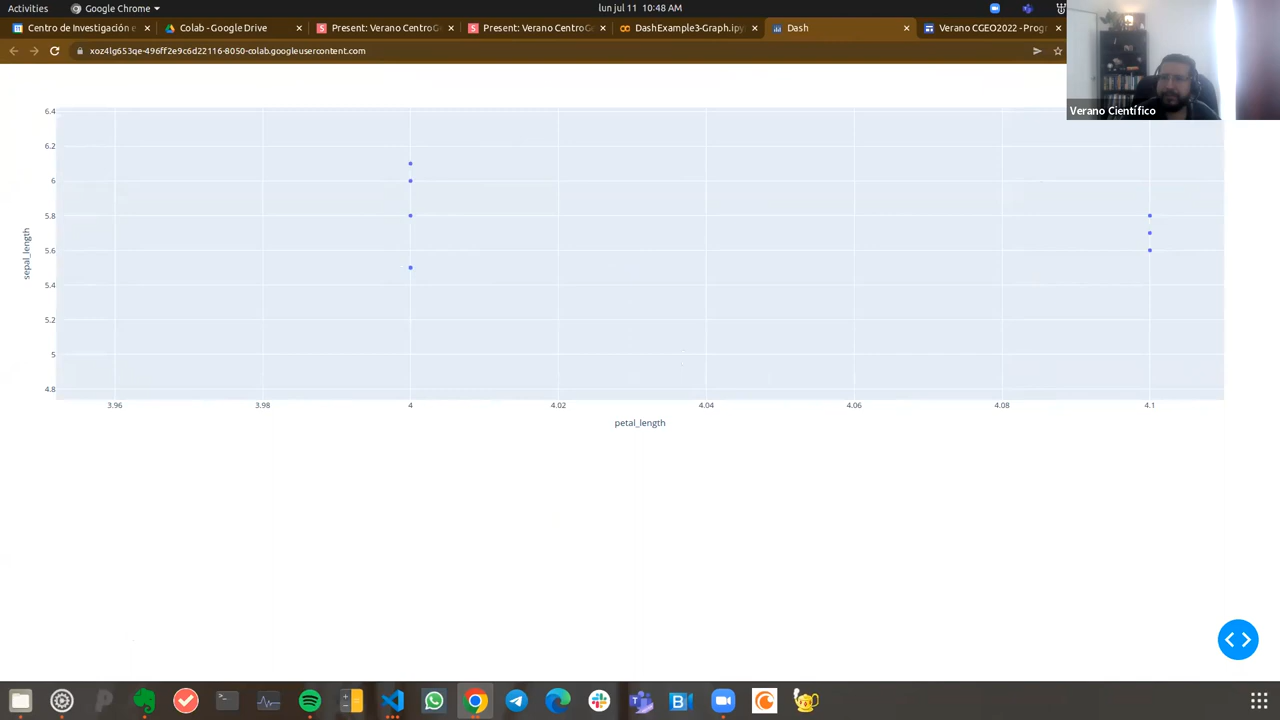 Activities
Google Chrome
lun jul 11 10:48 AM
Centro de Investigación e
Colab - Google Drive
Present: Verano CentroG
Present: Verano CentroG
DashExample3-Graph.ipy
Dash
Verano CGEO2022 - Progr
xoz4lg653qe-496ff2e9c6d22116-8050-colab.googleusercontent.com
Verano Científico
6.4
6.2
6
5.8
5.6
5.4
5.2
5
4.8
sepal_length
3.96 3.98 4 4.02 4.04 4.06 4.08 4.1
petal_length